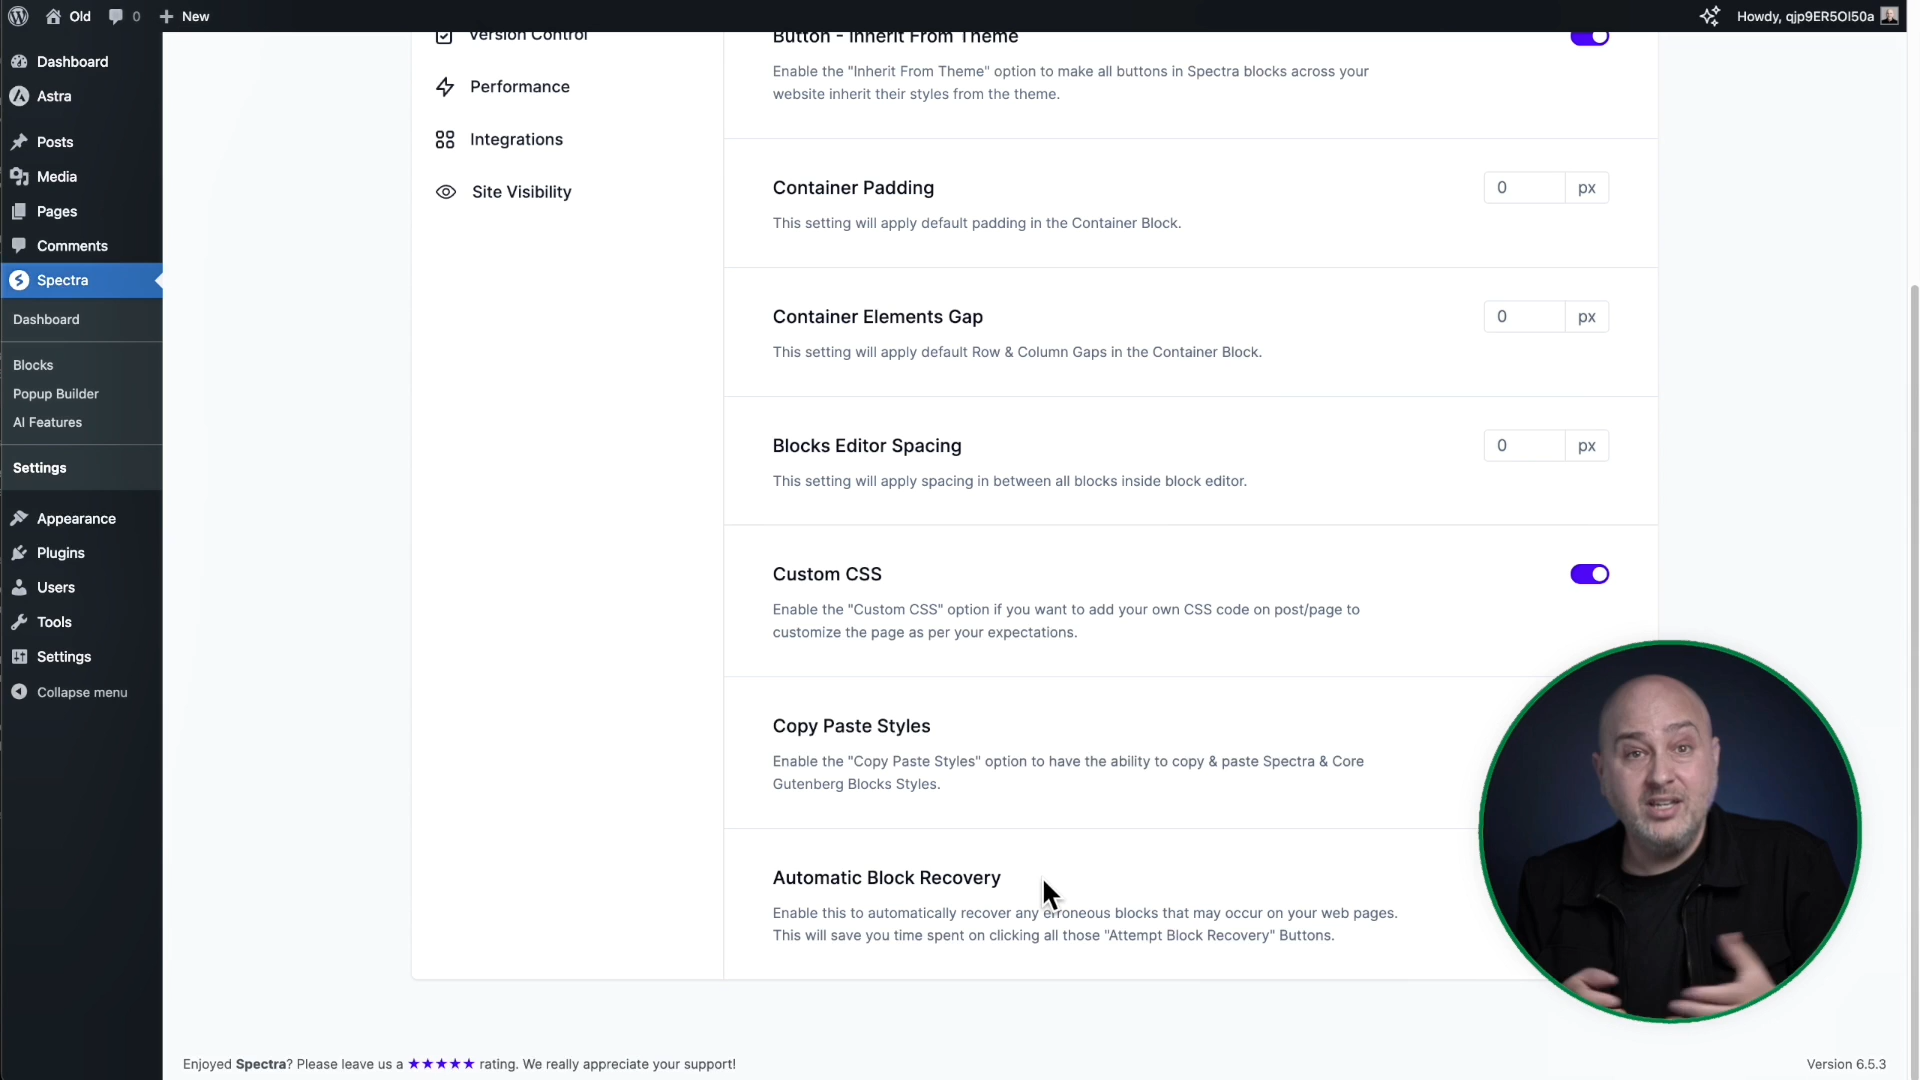 Old
0
New
Howdy, qjp9ER5OI50a
Dashboard
Astra
Posts
Media
Pages
Comments
Spectra
Dashboard
Blocks
Popup Builder
AI Features
Settings
Appearance
Plugins
Users
Tools
Settings
Collapse menu
Version Control
Performance
Integrations
Site Visibility
Button - Inherit From Theme
Enable the "Inherit From Theme" option to make all buttons in Spectra blocks across your
website inherit their styles from the theme.
Container Padding
0 px
This setting will apply default padding in the Container Block.
Container Elements Gap
0 px
This setting will apply default Row & Column Gaps in the Container Block.
Blocks Editor Spacing
0 px
This setting will apply spacing in between all blocks inside block editor.
Custom CSS
Enable the "Custom CSS" option if you want to add your own CSS code on post/page to
customize the page as per your expectations.
Copy Paste Styles
Enable the "Copy Paste Styles" option to have the ability to copy & paste Spectra & Core
Gutenberg Blocks Styles.
Automatic Block Recovery
Enable this to automatically recover any erroneous blocks that may occur on your web pages.
This will save you time spent on clicking all those "Attempt Block Recovery" Buttons.
Enjoyed Spectra? Please leave us a ★★★★★ rating. We really appreciate your support!
Version 6.5.3